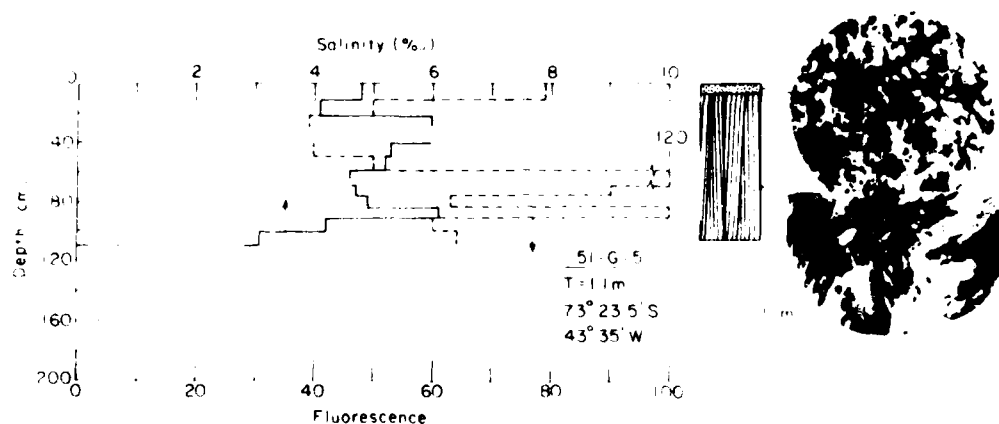 Salinity (‰)
0 2 4 6 8 10
40
80
120
160
200
Depth cm
120
51-G-5
T = 1.1 m
73° 23.5' S
43° 35' W
m
0 20 40 60 80 100
Fluorescence